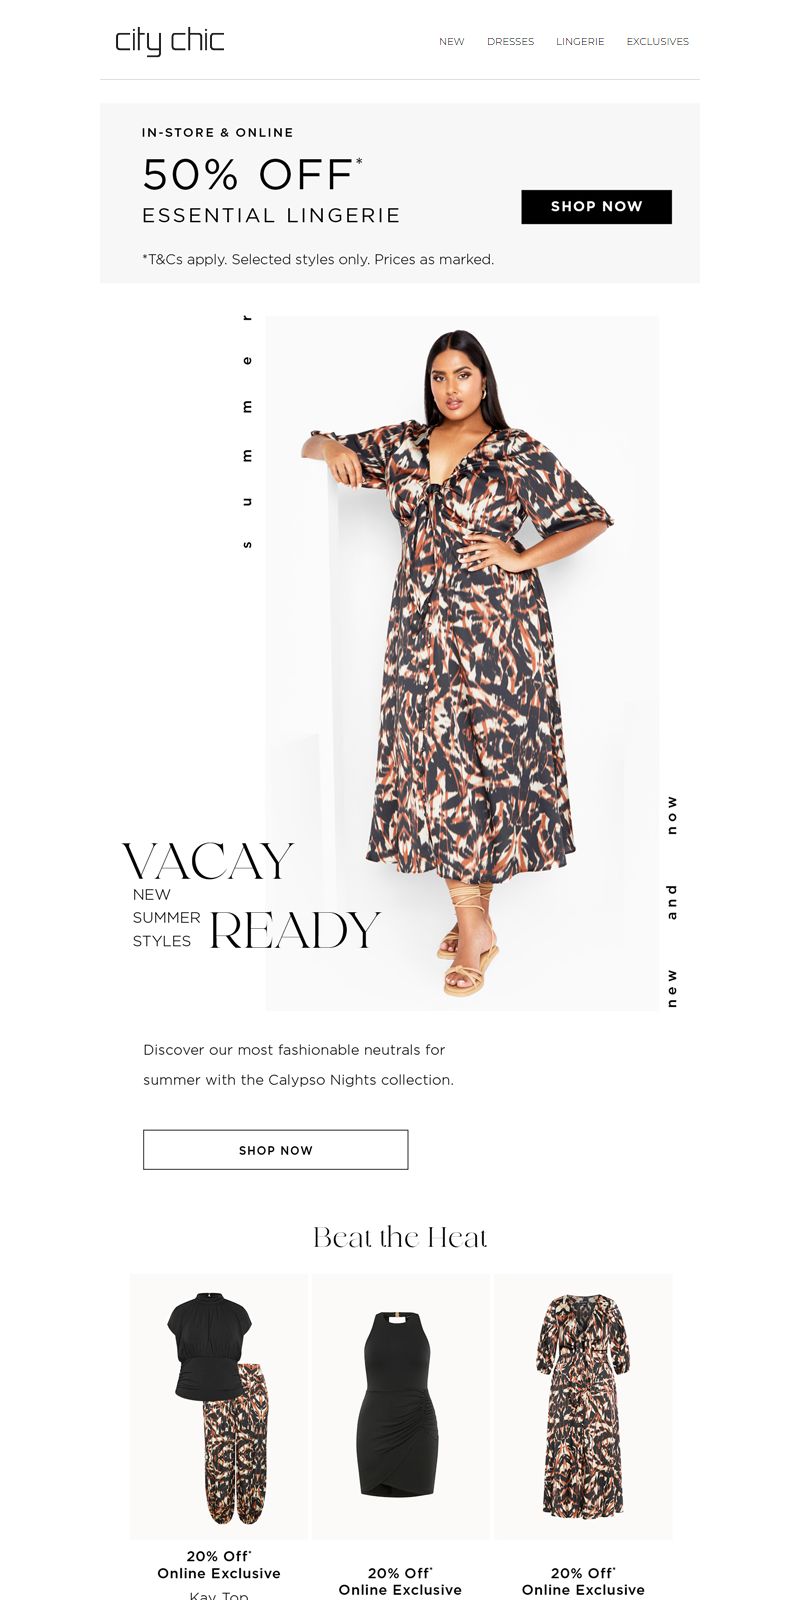 city chic
NEW DRESSES LINGERIE EXCLUSIVES
IN-STORE & ONLINE
50% OFF*
ESSENTIAL LINGERIE
SHOP NOW
*T&Cs apply. Selected styles only. Prices as marked.
summer
new and now
VACAY
NEW
SUMMER
STYLES
READY
Discover our most fashionable neutrals for
summer with the Calypso Nights collection.
SHOP NOW
Beat the Heat
20% Off*
Online Exclusive
Kay Top
20% Off*
Online Exclusive
20% Off*
Online Exclusive